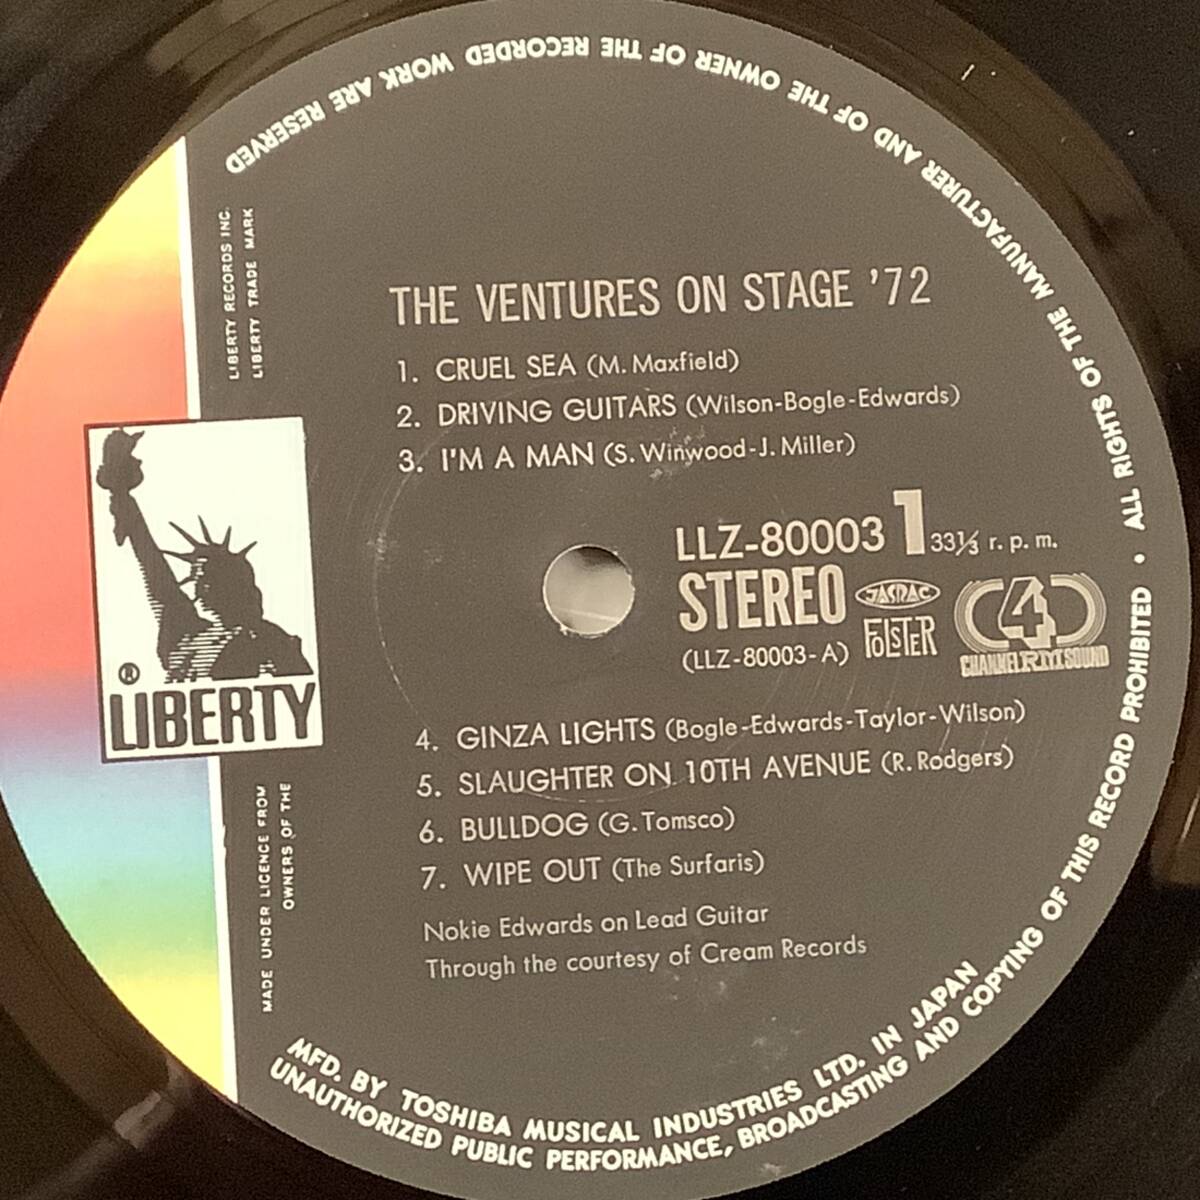 THE VENTURES ON STAGE '72
1. CRUEL SEA (M. Maxfield)
2. DRIVING GUITARS (Wilson-Bogle-Edwards)
3. I'M A MAN (S. Winwood-J. Miller)
LLZ-80003 1 33⅓ r.p.m.
STEREO JASRAC
(LLZ-80003-A) FOLSTER
4 CHANNEL RM SOUND
4. GINZA LIGHTS (Bogle-Edwards-Taylor-Wilson)
5. SLAUGHTER ON 10TH AVENUE (R. Rodgers)
6. BULLDOG (G. Tomsco)
7. WIPE OUT (The Surfaris)
Nokie Edwards on Lead Guitar
Through the courtesy of Cream Records
LIBERTY RECORDS INC.
LIBERTY TRADE MARK
® LIBERTY
MADE UNDER LICENCE FROM
OWNERS OF THE
MFD. BY TOSHIBA MUSICAL INDUSTRIES LTD. IN JAPAN
UNAUTHORIZED PUBLIC PERFORMANCE, BROADCASTING AND COPYING OF THIS RECORD PROHIBITED • ALL RIGHTS OF THE MANUFACTURER AND OF THE OWNER OF THE RECORDED WORK ARE RESERVED